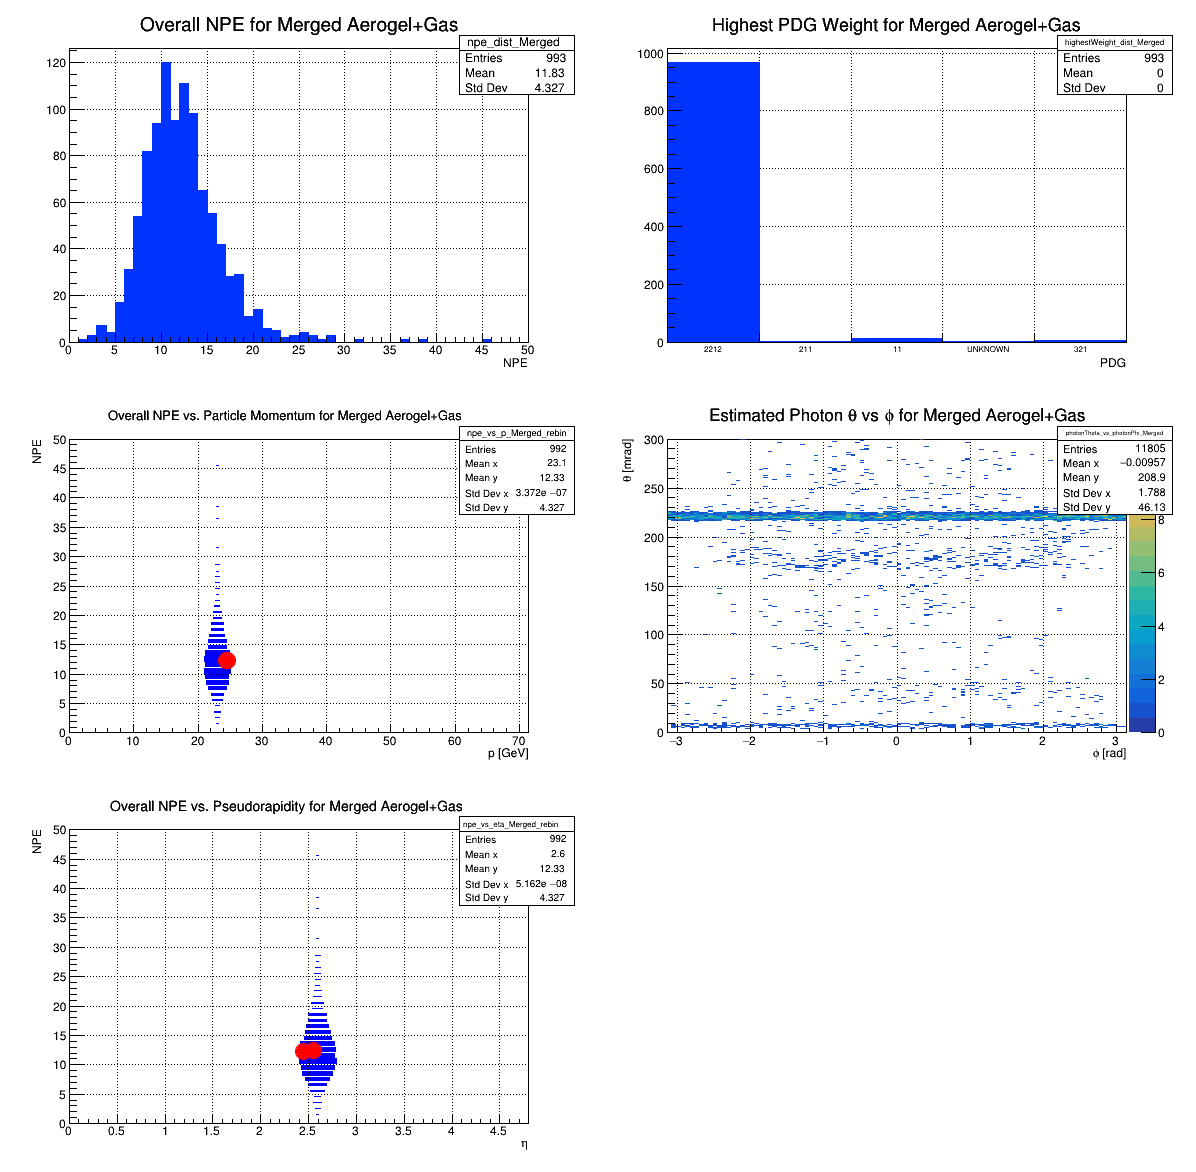 Overall NPE for Merged Aerogel+Gas
npe_dist_Merged
Entries 993
Mean 11.83
Std Dev 4.327
120
100
80
60
40
20
0
0 5 10 15 20 25 30 35 40 45 50
NPE
Highest PDG Weight for Merged Aerogel+Gas
highestWeight_dist_Merged
Entries 993
Mean 0
Std Dev 0
1000
800
600
400
200
0
2212 211 11 UNKNOWN 321
PDG
Overall NPE vs. Particle Momentum for Merged Aerogel+Gas
npe_vs_p_Merged_rebin
Entries 992
Mean x 23.1
Mean y 12.33
Std Dev x 3.372e −07
Std Dev y 4.327
NPE
50
45
40
35
30
25
20
15
10
5
0
0 10 20 30 40 50 60 70
p [GeV]
Estimated Photon θ vs ϕ for Merged Aerogel+Gas
photonTheta_vs_photonPhi_Merged
Entries 11805
Mean x −0.00957
Mean y 208.9
Std Dev x 1.788
Std Dev y 46.13
θ [mrad]
300
250
200
150
100
50
0
−3 −2 −1 0 1 2 3
ϕ [rad]
8
6
4
2
0
Overall NPE vs. Pseudorapidity for Merged Aerogel+Gas
npe_vs_eta_Merged_rebin
Entries 992
Mean x 2.6
Mean y 12.33
Std Dev x 5.162e −08
Std Dev y 4.327
NPE
50
45
40
35
30
25
20
15
10
5
0
0 0.5 1 1.5 2 2.5 3 3.5 4 4.5
η